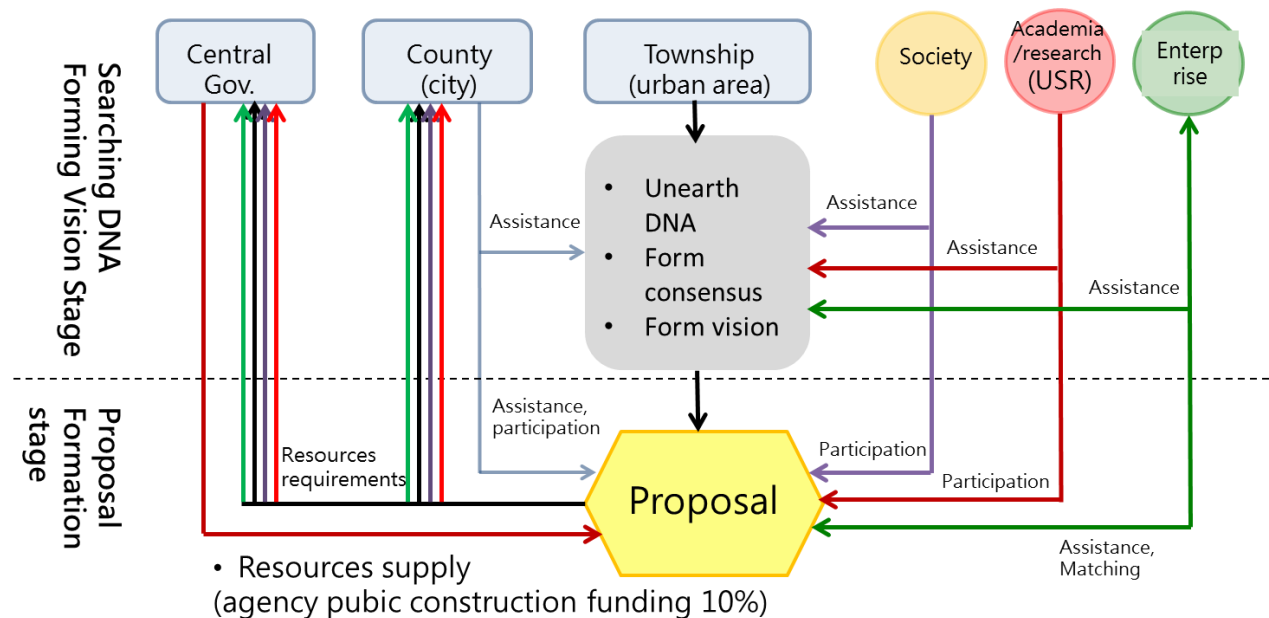 Searching DNA
Forming Vision Stage
Central
Gov.
County
(city)
Township
(urban area)
Society
Academia
/research
(USR)
Enterp
rise
• Unearth
DNA
• Form
consensus
• Form vision
Assistance
Assistance
Assistance
Assistance
Proposal
Formation
stage
Resources
requirements
Assistance,
participation
Proposal
Participation
Participation
Assistance,
Matching
• Resources supply
(agency pubic construction funding 10%)